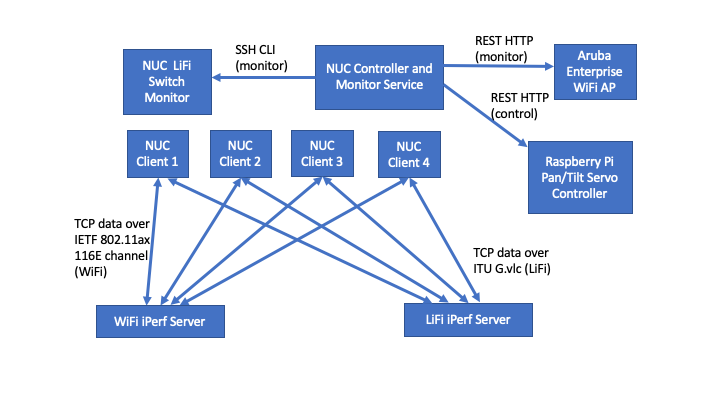 SSH CLI
(monitor)
REST HTTP
(monitor)
NUC LiFi
Switch
Monitor
NUC Controller and
Monitor Service
Aruba
Enterprise
WiFi AP
REST HTTP
(control)
NUC
Client 1
NUC
Client 2
NUC
Client 3
NUC
Client 4
Raspberry Pi
Pan/Tilt Servo
Controller
TCP data over
IETF 802.11ax
116E channel
(WiFi)
TCP data over
ITU G.vlc (LiFi)
WiFi iPerf Server
LiFi iPerf Server